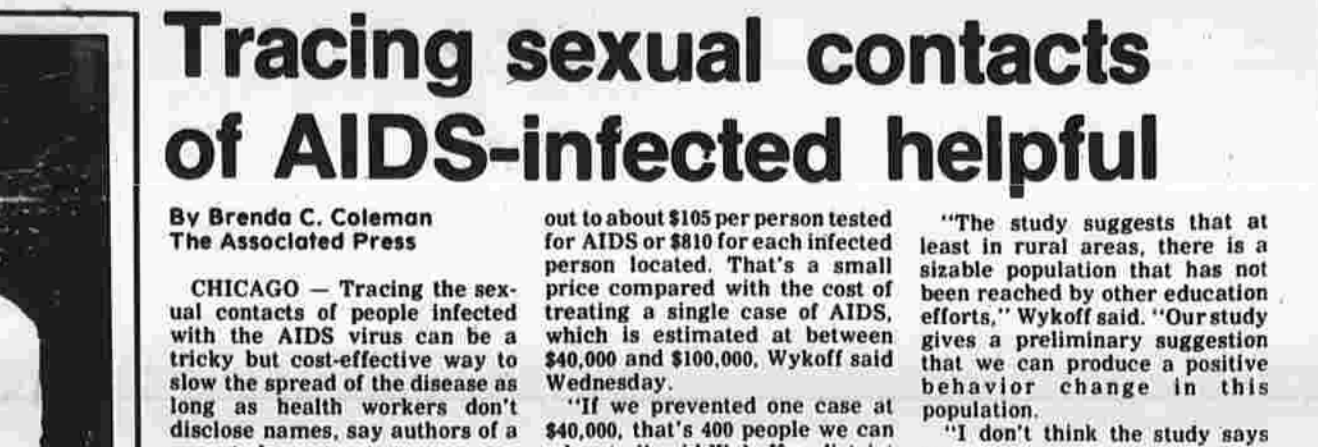 Tracing sexual contacts
of AIDS-infected helpful
By Brenda C. Coleman
The Associated Press
CHICAGO — Tracing the sex-
ual contacts of people infected
with the AIDS virus can be a
tricky but cost-effective way to
slow the spread of the disease as
long as health workers don't
disclose names, say authors of a
out to about $105 per person tested
for AIDS or $810 for each infected
person located. That's a small
price compared with the cost of
treating a single case of AIDS,
which is estimated at between
$40,000 and $100,000, Wykoff said
Wednesday.
"If we prevented one case at
$40,000, that's 400 people we can
"The study suggests that at
least in rural areas, there is a
sizable population that has not
been reached by other education
efforts," Wykoff said. "Our study
gives a preliminary suggestion
that we can produce a positive
behavior change in this
population.
"I don't think the study says